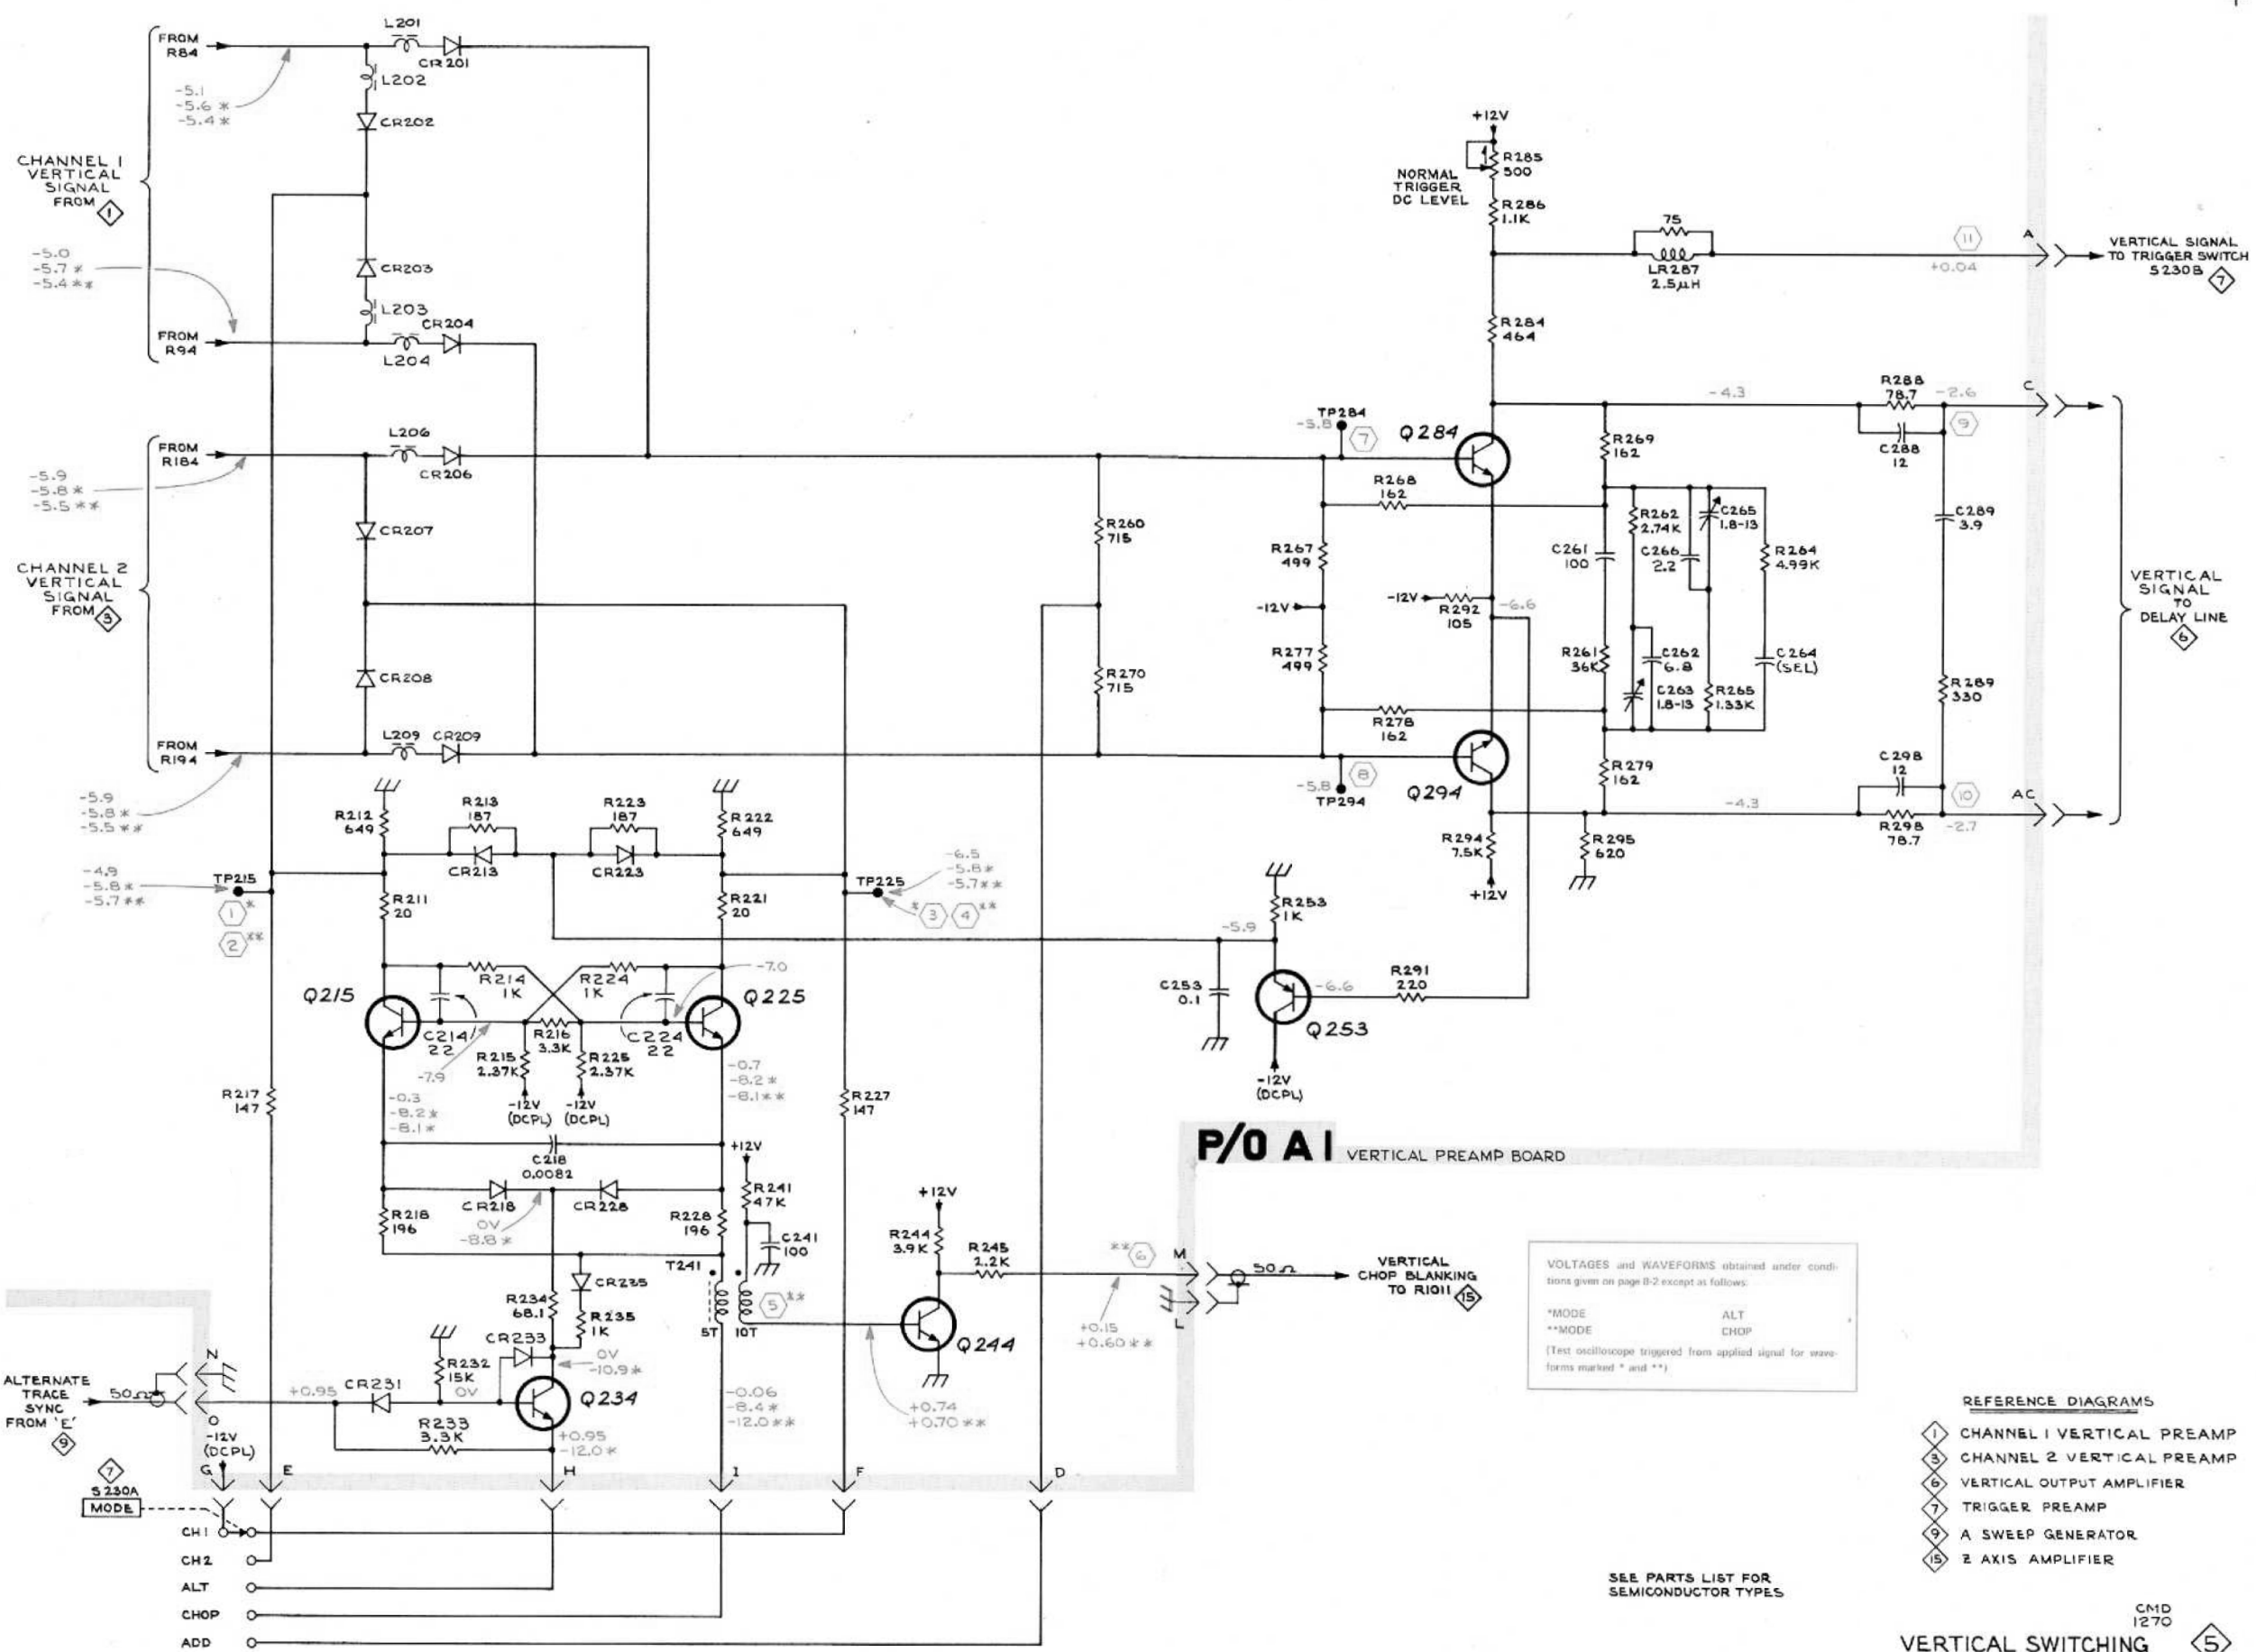 FROM
R84
-5.1
-5.6 *
-5.4 *
L201
CR201
L202
CR202
CHANNEL 1
VERTICAL
SIGNAL
FROM 1
-5.0
-5.7 *
-5.4 **
CR203
L203
CR204
L204
FROM
R94
+12V
R285
500
NORMAL
TRIGGER
DC LEVEL
R286
1.1K
75
LR287
2.5µH
11
+0.04
A
VERTICAL SIGNAL
TO TRIGGER SWITCH
S230B
7
R284
464
FROM
R184
-5.9
-5.8 *
-5.5 **
L206
CR206
CR207
CHANNEL 2
VERTICAL
SIGNAL
FROM 3
CR208
FROM
R194
L209
CR209
-5.9
-5.8 *
-5.5 **
R260
715
R270
715
TP284
-5.8
7
Q284
R268
162
R267
499
-12V
R277
499
-12V
R292
105
-6.6
R278
162
-5.8
8
TP294
Q294
R269
162
C261
100
R262
2.74K
C266
2.2
C265
1.8-13
R264
4.99K
R261
36K
C262
6.8
C263
1.8-13
R265
1.33K
C264
(SEL)
R279
162
-4.3
R288
78.7
-2.6
C
9
C288
12
C289
3.9
R289
330
VERTICAL
SIGNAL
TO
DELAY LINE
6
C298
12
10
AC
-4.3
R298
78.7
-2.7
R294
7.5K
+12V
R295
620
R212
649
R213
187
CR213
R223
187
CR223
R222
649
-4.9
-5.8 *
-5.7 **
TP215
1 *
2 **
R211
20
R221
20
TP225
-6.5
-5.8 *
-5.7 **
* 3 4 **
R214
1K
R224
1K
-7.0
Q215
Q225
C214
22
R216
3.3K
C224
22
R215
2.37K
R225
2.37K
-7.9
-12V
(DCPL)
-12V
(DCPL)
-0.3
-8.2 *
-8.1 *
-0.7
-8.2 *
-8.1 **
R217
147
R227
147
R253
1K
-5.9
C253
0.1
-6.6
R291
220
Q253
-12V
(DCPL)
P/O A1 VERTICAL PREAMP BOARD
C218
0.0082
+12V
CR218
CR228
0V
-8.8 *
R218
196
R228
196
R241
47K
C241
100
T241
5T
10T
5 **
CR235
R234
68.1
R235
1K
+12V
R244
3.9K
R245
2.2K
Q244
+0.74
+0.70 **
** 6
M
L
+0.15
+0.60 **
50Ω
VERTICAL
CHOP BLANKING
TO R1011
15
VOLTAGES and WAVEFORMS obtained under condi-
tions given on page 8-2 except as follows:
*MODE ALT
**MODE CHOP
(Test oscilloscope triggered from applied signal for wave-
forms marked * and **)
CR233
0V
-10.9 *
R232
15K
0V
Q234
CR231
+0.95
R233
3.3K
+0.95
-12.0 *
-0.06
-8.4 *
-12.0 **
ALTERNATE
TRACE
SYNC
FROM 'E'
9
50Ω
N
O
-12V
(DCPL)
G
E
H
I
F
D
7
S230A
MODE
CH1
CH2
ALT
CHOP
ADD
REFERENCE DIAGRAMS
1 CHANNEL 1 VERTICAL PREAMP
3 CHANNEL 2 VERTICAL PREAMP
6 VERTICAL OUTPUT AMPLIFIER
7 TRIGGER PREAMP
9 A SWEEP GENERATOR
15 Z AXIS AMPLIFIER
SEE PARTS LIST FOR
SEMICONDUCTOR TYPES
CMD
1270
VERTICAL SWITCHING 5